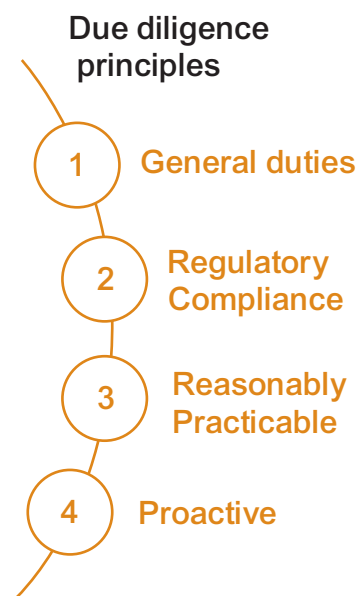 Due diligence
principles
1
General duties
2
Regulatory
Compliance
3
Reasonably
Practicable
4
Proactive